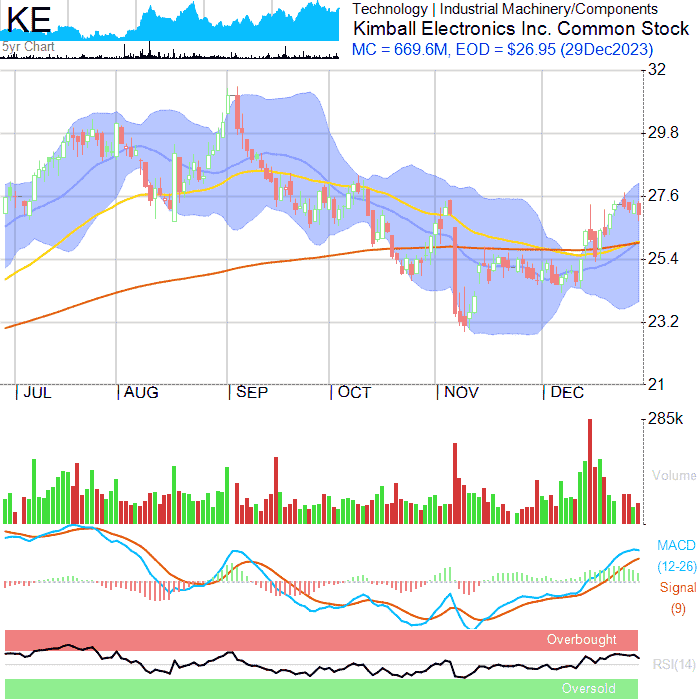 KE
Technology | Industrial Machinery/Components
Kimball Electronics Inc. Common Stock
5yr Chart
MC = 669.6M, EOD = $26.95 (29Dec2023)
32
29.8
27.6
25.4
23.2
21
| JUL | AUG | SEP | OCT | NOV | DEC
285k
Volume
MACD
(12-26)
Signal
(9)
Overbought
RSI(14)
Oversold